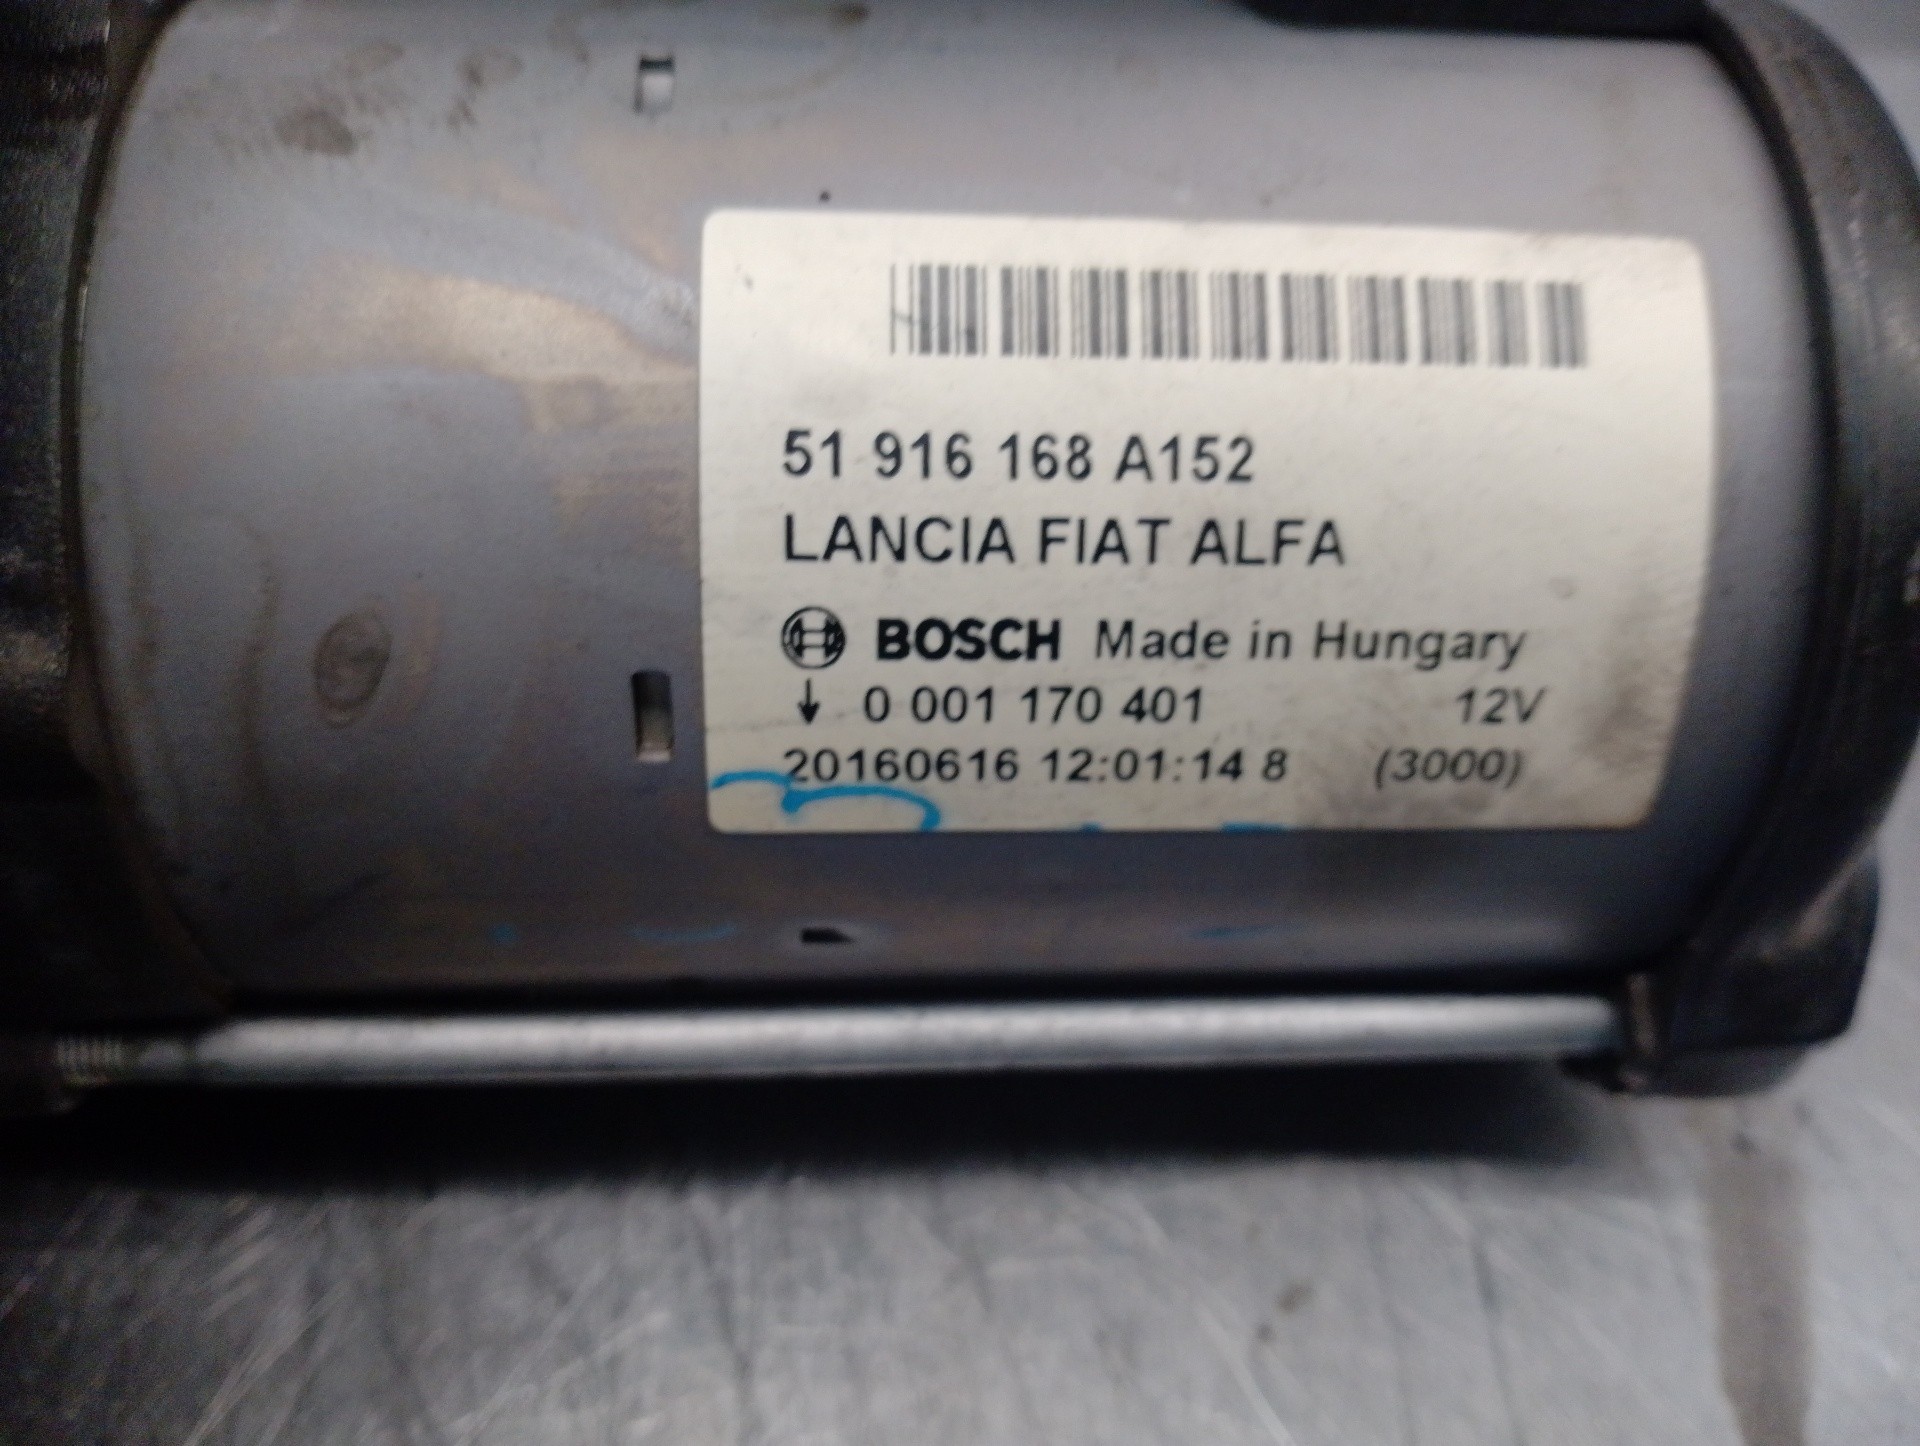 51 916 168 A152
LANCIA FIAT ALFA
BOSCH Made in Hungary
↓ 0 001 170 401 12V
20160616 12:01:14 8 (3000)